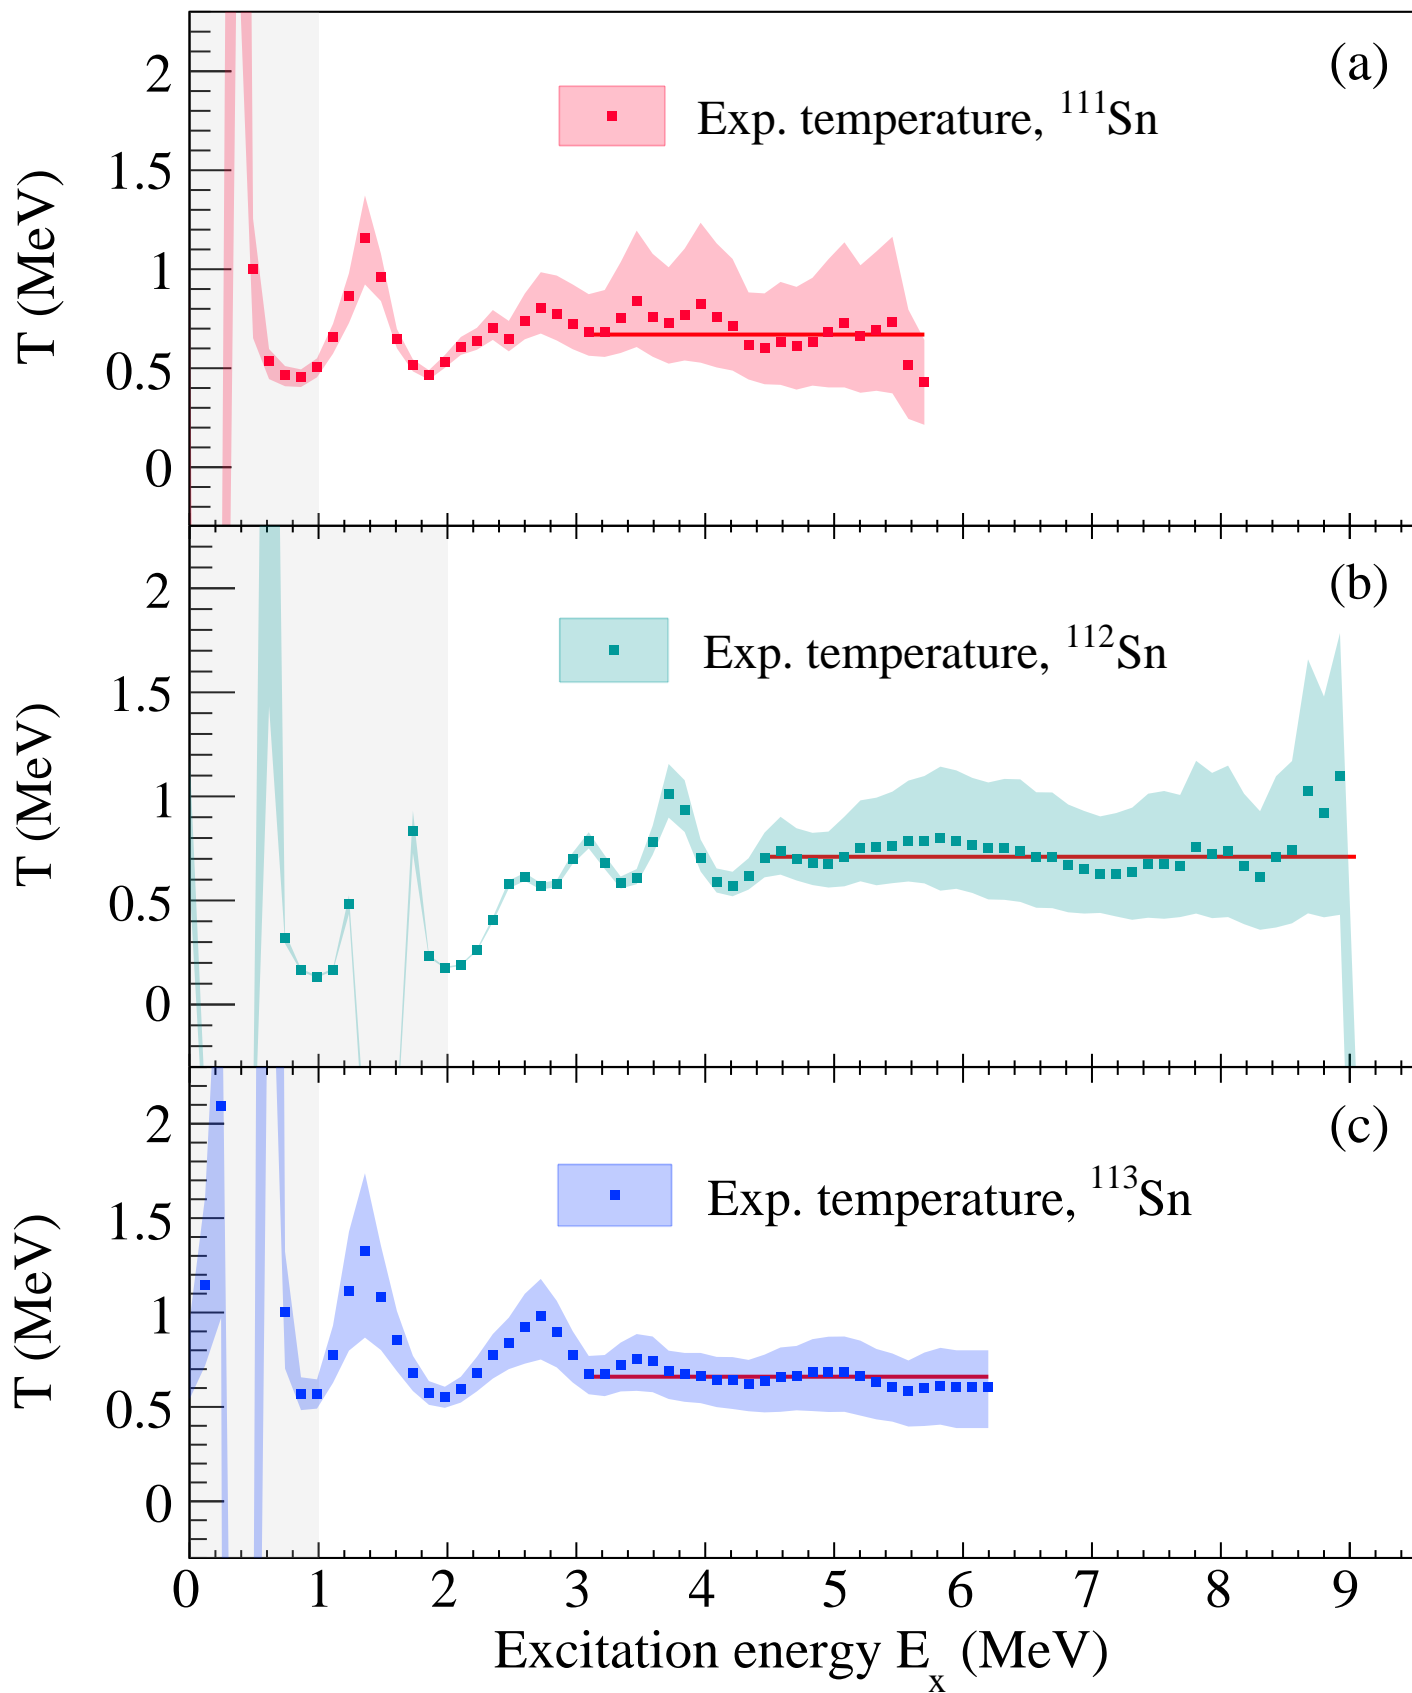 (a)
Exp. temperature, ¹¹¹Sn
T (MeV)
2
1.5
1
0.5
0
(b)
Exp. temperature, ¹¹²Sn
T (MeV)
2
1.5
1
0.5
0
(c)
Exp. temperature, ¹¹³Sn
T (MeV)
2
1.5
1
0.5
0
0 1 2 3 4 5 6 7 8 9
Excitation energy Eₓ (MeV)